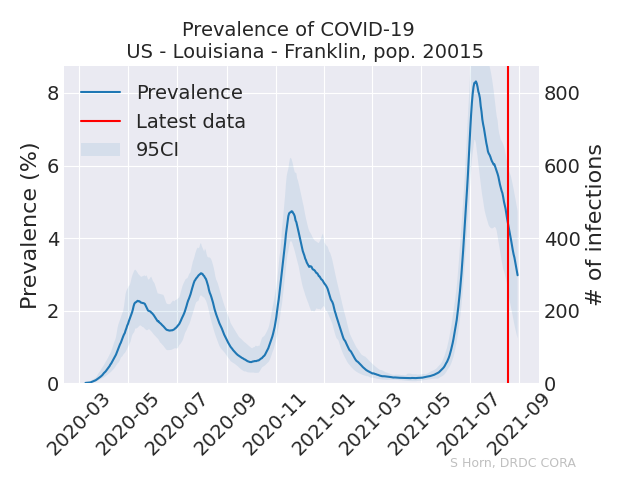 Prevalence of COVID-19
US - Louisiana - Franklin, pop. 20015
Prevalence
Latest data
95CI
Prevalence (%)
8
6
4
2
0
# of infections
800
600
400
200
0
2020-03
2020-05
2020-07
2020-09
2020-11
2021-01
2021-03
2021-05
2021-07
2021-09
S Horn, DRDC CORA